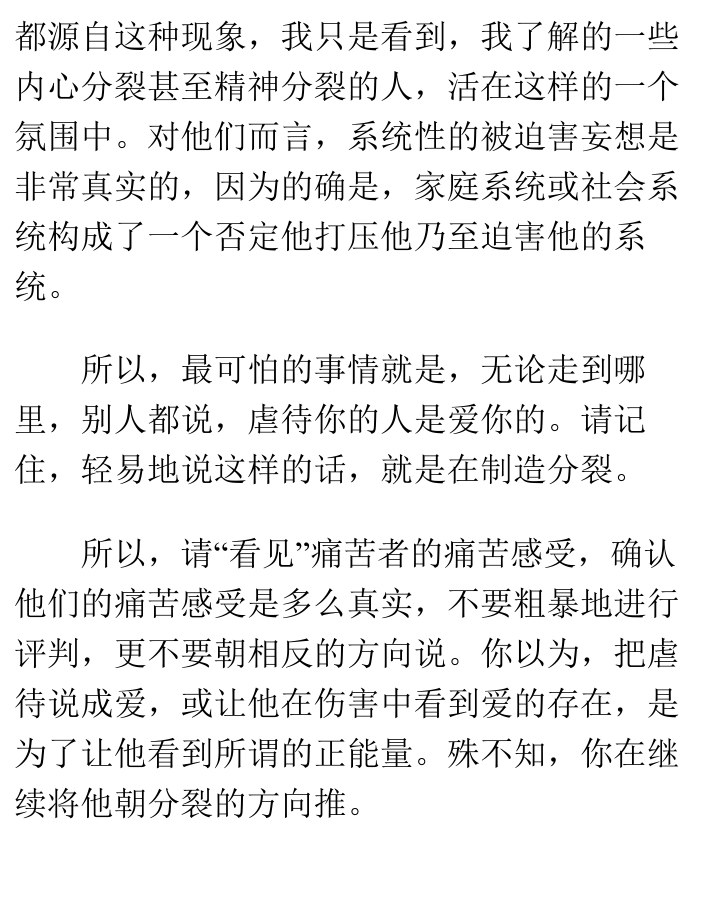 都源自这种现象，我只是看到，我了解的一些
内心分裂甚至精神分裂的人，活在这样的一个
氛围中。对他们而言，系统性的被迫害妄想是
非常真实的，因为的确是，家庭系统或社会系
统构成了一个否定他打压他乃至迫害他的系
统。
所以，最可怕的事情就是，无论走到哪
里，别人都说，虐待你的人是爱你的。请记
住，轻易地说这样的话，就是在制造分裂。
所以，请“看见”痛苦者的痛苦感受，确认
他们的痛苦感受是多么真实，不要粗暴地进行
评判，更不要朝相反的方向说。你以为，把虐
待说成爱，或让他在伤害中看到爱的存在，是
为了让他看到所谓的正能量。殊不知，你在继
续将他朝分裂的方向推。